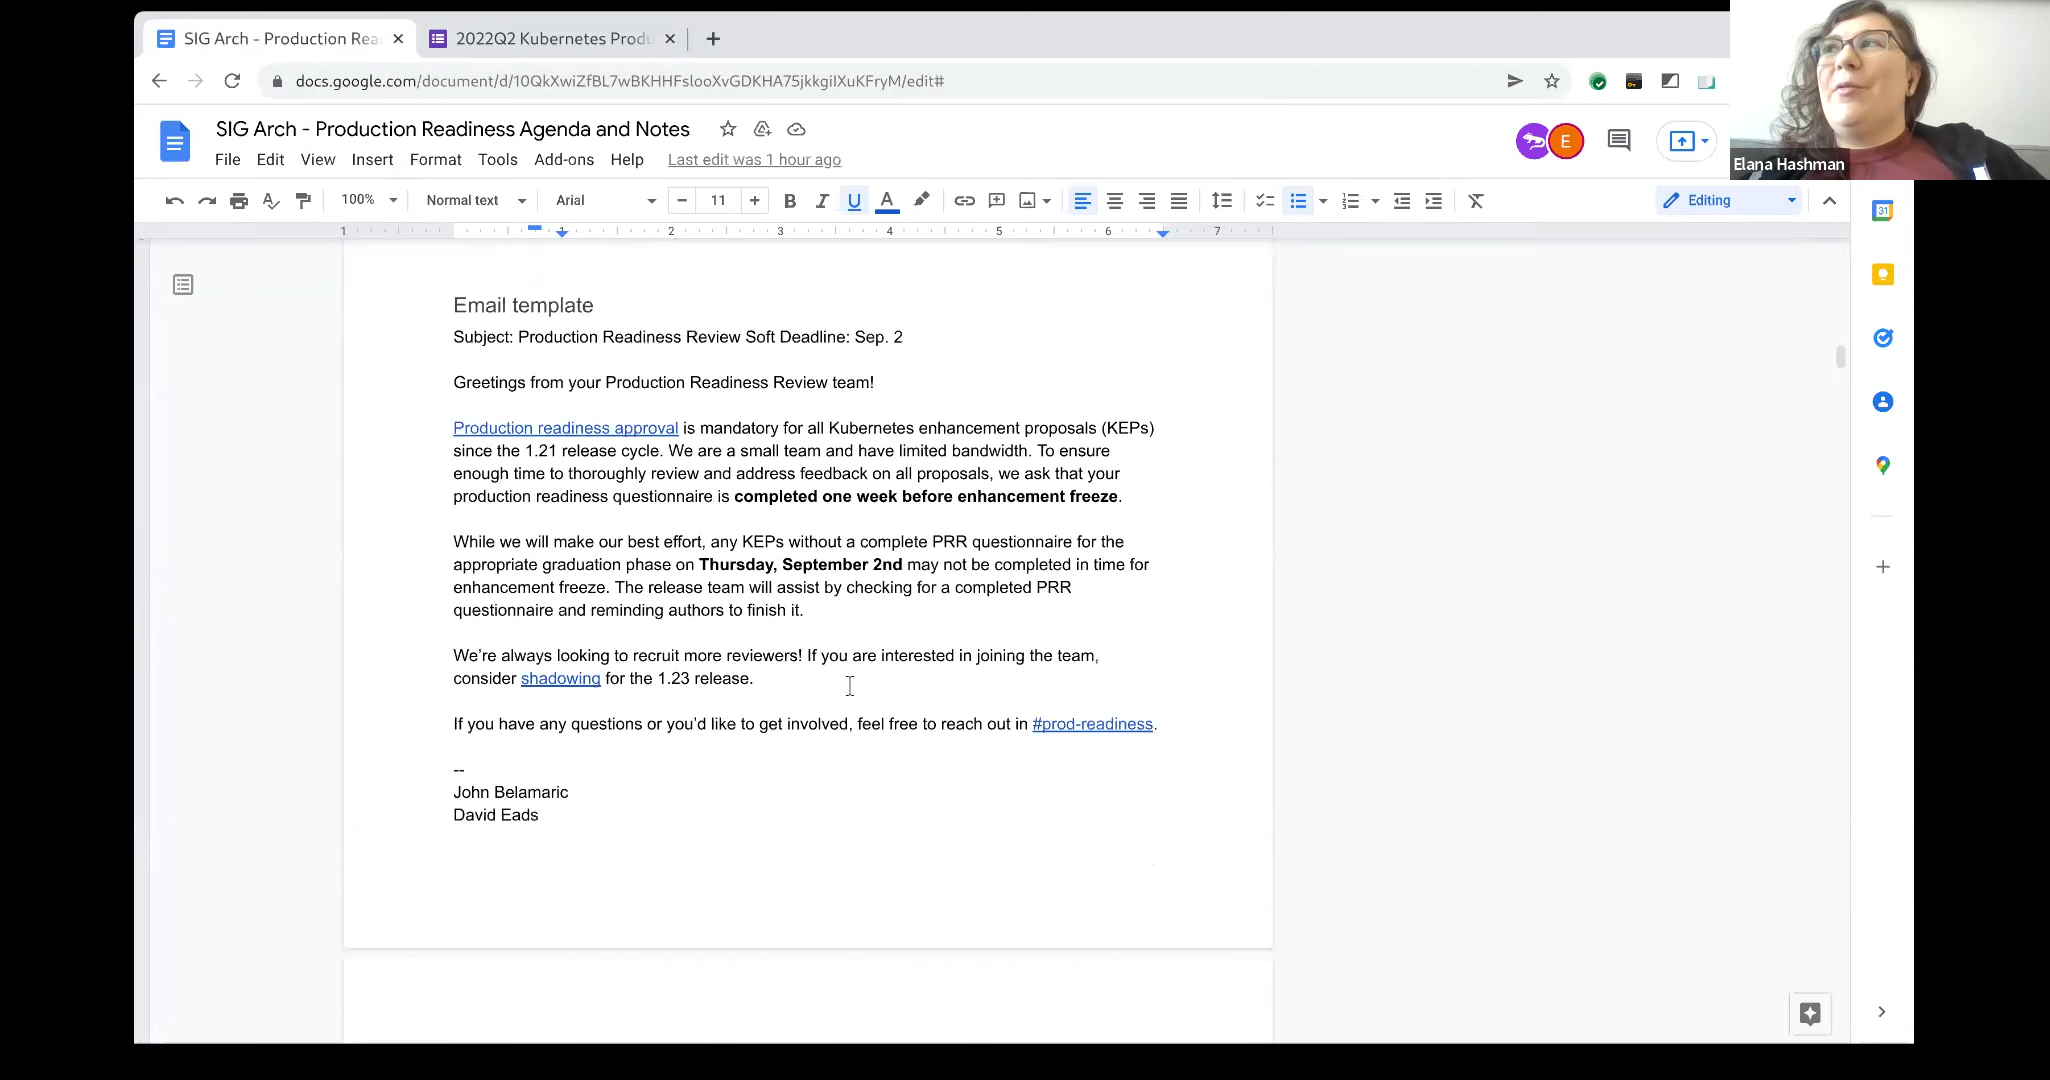 SIG Arch - Production Rea
2022Q2 Kubernetes Produ
docs.google.com/document/d/10QkXwiZfBL7wBKHHFslooXvGDKHA75jkkgiIXuKFryM/edit#
SIG Arch - Production Readiness Agenda and Notes
File Edit View Insert Format Tools Add-ons Help Last edit was 1 hour ago
E
Elana Hashman
100% Normal text Arial 11 B I U A Editing
31
1 1 2 3 4 5 6 7
Email template
Subject: Production Readiness Review Soft Deadline: Sep. 2
Greetings from your Production Readiness Review team!
Production readiness approval is mandatory for all Kubernetes enhancement proposals (KEPs)
since the 1.21 release cycle. We are a small team and have limited bandwidth. To ensure
enough time to thoroughly review and address feedback on all proposals, we ask that your
production readiness questionnaire is completed one week before enhancement freeze.
While we will make our best effort, any KEPs without a complete PRR questionnaire for the
appropriate graduation phase on Thursday, September 2nd may not be completed in time for
enhancement freeze. The release team will assist by checking for a completed PRR
questionnaire and reminding authors to finish it.
We're always looking to recruit more reviewers! If you are interested in joining the team,
consider shadowing for the 1.23 release.
If you have any questions or you'd like to get involved, feel free to reach out in #prod-readiness.
--
John Belamaric
David Eads